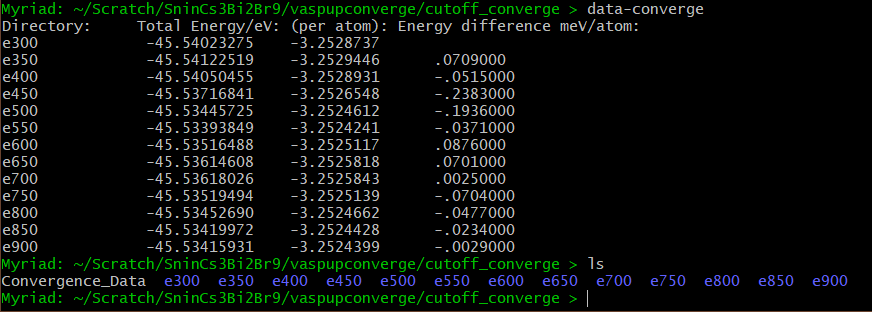 Myriad: ~/Scratch/SninCs3Bi2Br9/vaspupconverge/cutoff_converge > data-converge
Directory: Total Energy/eV: (per atom): Energy difference meV/atom:
e300 -45.54023275 -3.2528737
e350 -45.54122519 -3.2529446 .0709000
e400 -45.54050455 -3.2528931 -.0515000
e450 -45.53716841 -3.2526548 -.2383000
e500 -45.53445725 -3.2524612 -.1936000
e550 -45.53393849 -3.2524241 -.0371000
e600 -45.53516488 -3.2525117 .0876000
e650 -45.53614608 -3.2525818 .0701000
e700 -45.53618026 -3.2525843 .0025000
e750 -45.53519494 -3.2525139 -.0704000
e800 -45.53452690 -3.2524662 -.0477000
e850 -45.53419972 -3.2524428 -.0234000
e900 -45.53415931 -3.2524399 -.0029000
Myriad: ~/Scratch/SninCs3Bi2Br9/vaspupconverge/cutoff_converge > ls
Convergence_Data e300 e350 e400 e450 e500 e550 e600 e650 e700 e750 e800 e850 e900
Myriad: ~/Scratch/SninCs3Bi2Br9/vaspupconverge/cutoff_converge >